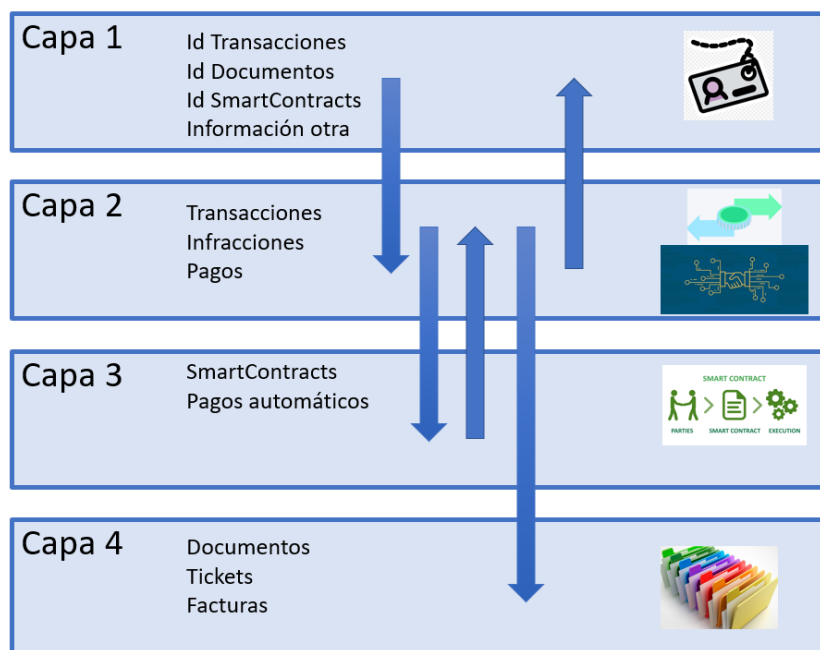 Capa 1
Id Transacciones
Id Documentos
Id SmartContracts
Información otra
Capa 2
Transacciones
Infracciones
Pagos
Capa 3
SmartContracts
Pagos automáticos
SMART CONTRACT
PARTIES
SMART CONTRACT
EXECUTION
Capa 4
Documentos
Tickets
Facturas